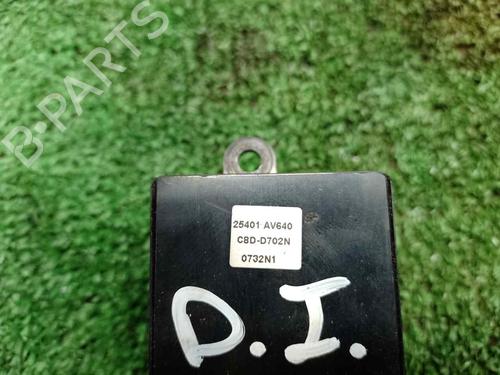 B-PARTS
25401 AV640
C8D-D702N
0732N1
D.I.